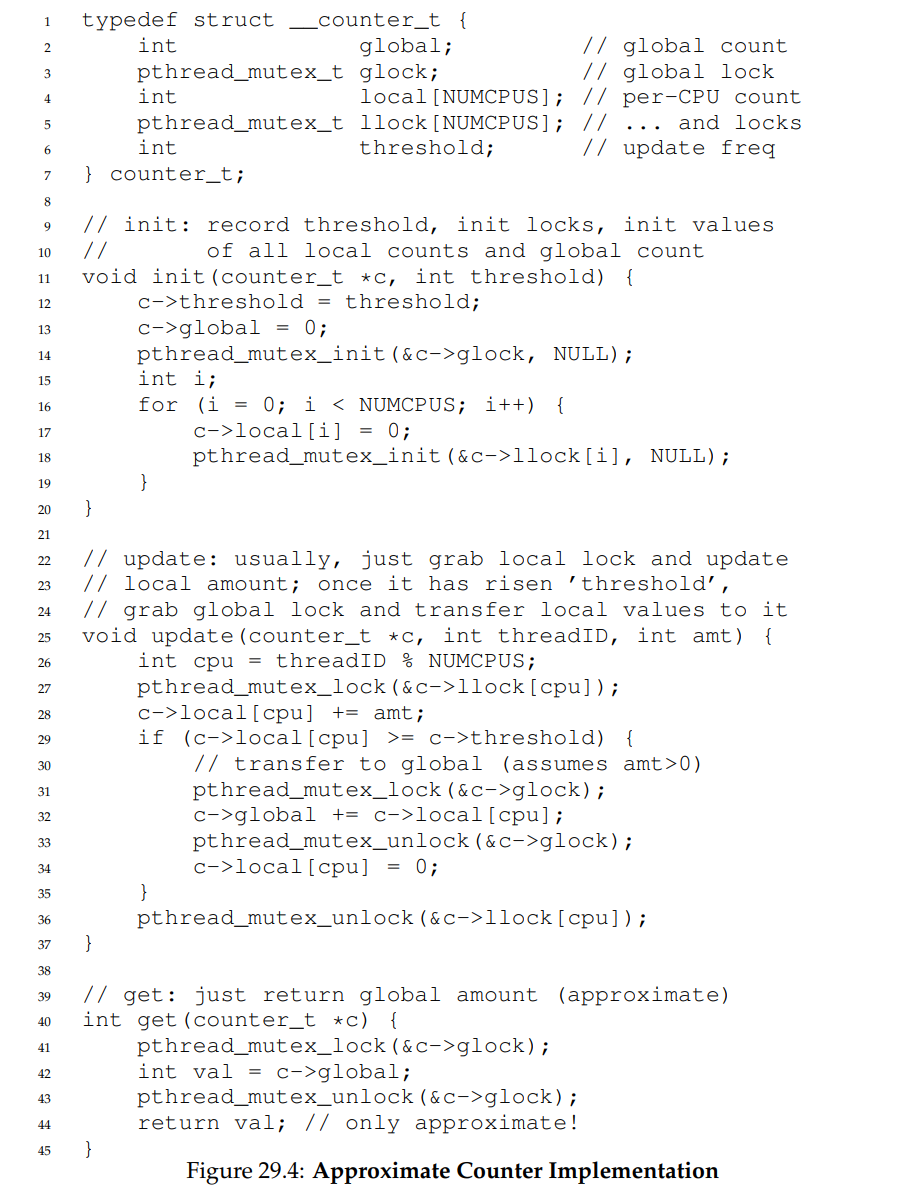 1 typedef struct __counter_t {
2     int             global;         // global count
3     pthread_mutex_t glock;          // global lock
4     int             local[NUMCPUS]; // per-CPU count
5     pthread_mutex_t llock[NUMCPUS]; // ... and locks
6     int             threshold;      // update freq
7 } counter_t;
8
9 // init: record threshold, init locks, init values
10 //       of all local counts and global count
11 void init(counter_t *c, int threshold) {
12     c->threshold = threshold;
13     c->global = 0;
14     pthread_mutex_init(&c->glock, NULL);
15     int i;
16     for (i = 0; i < NUMCPUS; i++) {
17         c->local[i] = 0;
18         pthread_mutex_init(&c->llock[i], NULL);
19     }
20 }
21
22 // update: usually, just grab local lock and update
23 // local amount; once it has risen ’threshold’,
24 // grab global lock and transfer local values to it
25 void update(counter_t *c, int threadID, int amt) {
26     int cpu = threadID % NUMCPUS;
27     pthread_mutex_lock(&c->llock[cpu]);
28     c->local[cpu] += amt;
29     if (c->local[cpu] >= c->threshold) {
30         // transfer to global (assumes amt>0)
31         pthread_mutex_lock(&c->glock);
32         c->global += c->local[cpu];
33         pthread_mutex_unlock(&c->glock);
34         c->local[cpu] = 0;
35     }
36     pthread_mutex_unlock(&c->llock[cpu]);
37 }
38
39 // get: just return global amount (approximate)
40 int get(counter_t *c) {
41     pthread_mutex_lock(&c->glock);
42     int val = c->global;
43     pthread_mutex_unlock(&c->glock);
44     return val; // only approximate!
45 }
Figure 29.4: Approximate Counter Implementation